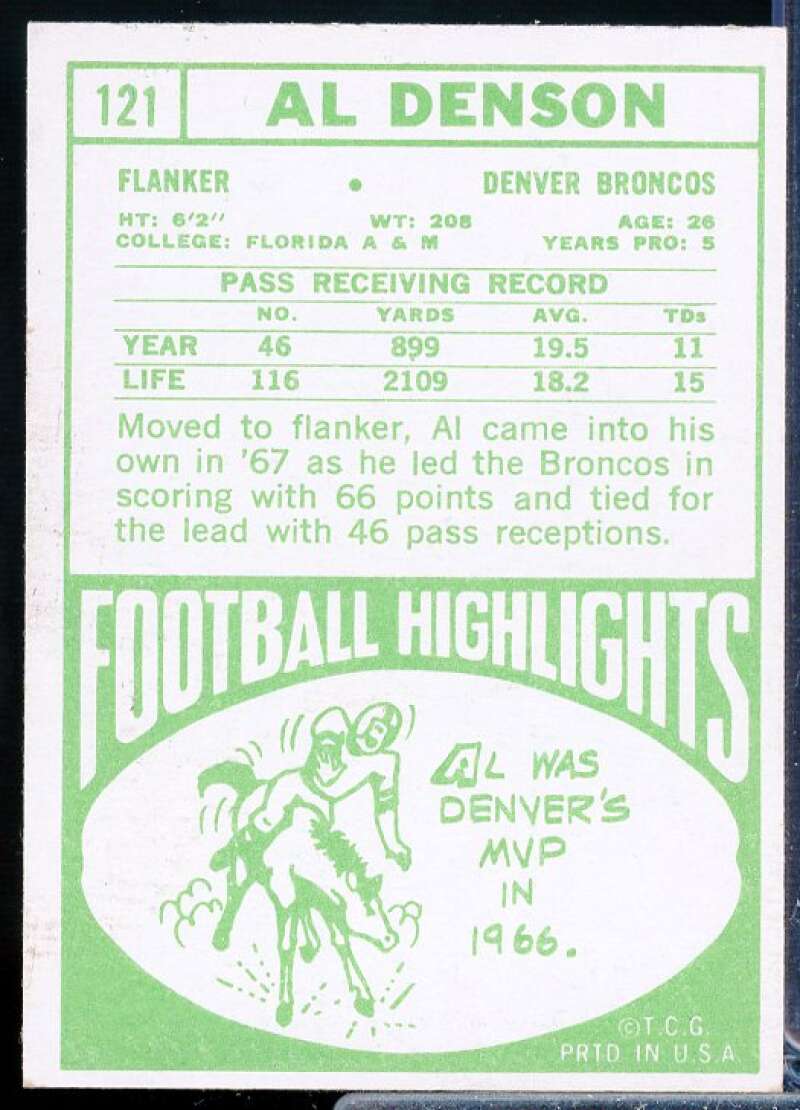 121 AL DENSON
FLANKER • DENVER BRONCOS
HT: 6'2" WT: 208 AGE: 26
COLLEGE: FLORIDA A & M YEARS PRO: 5
PASS RECEIVING RECORD
NO. YARDS AVG. TDs
YEAR 46 899 19.5 11
LIFE 116 2109 18.2 15
Moved to flanker, Al came into his
own in '67 as he led the Broncos in
scoring with 66 points and tied for
the lead with 46 pass receptions.
FOOTBALL HIGHLIGHTS
AL WAS
DENVER'S
MVP
IN
1966.
©T.C.G.
PRTD IN U.S.A.